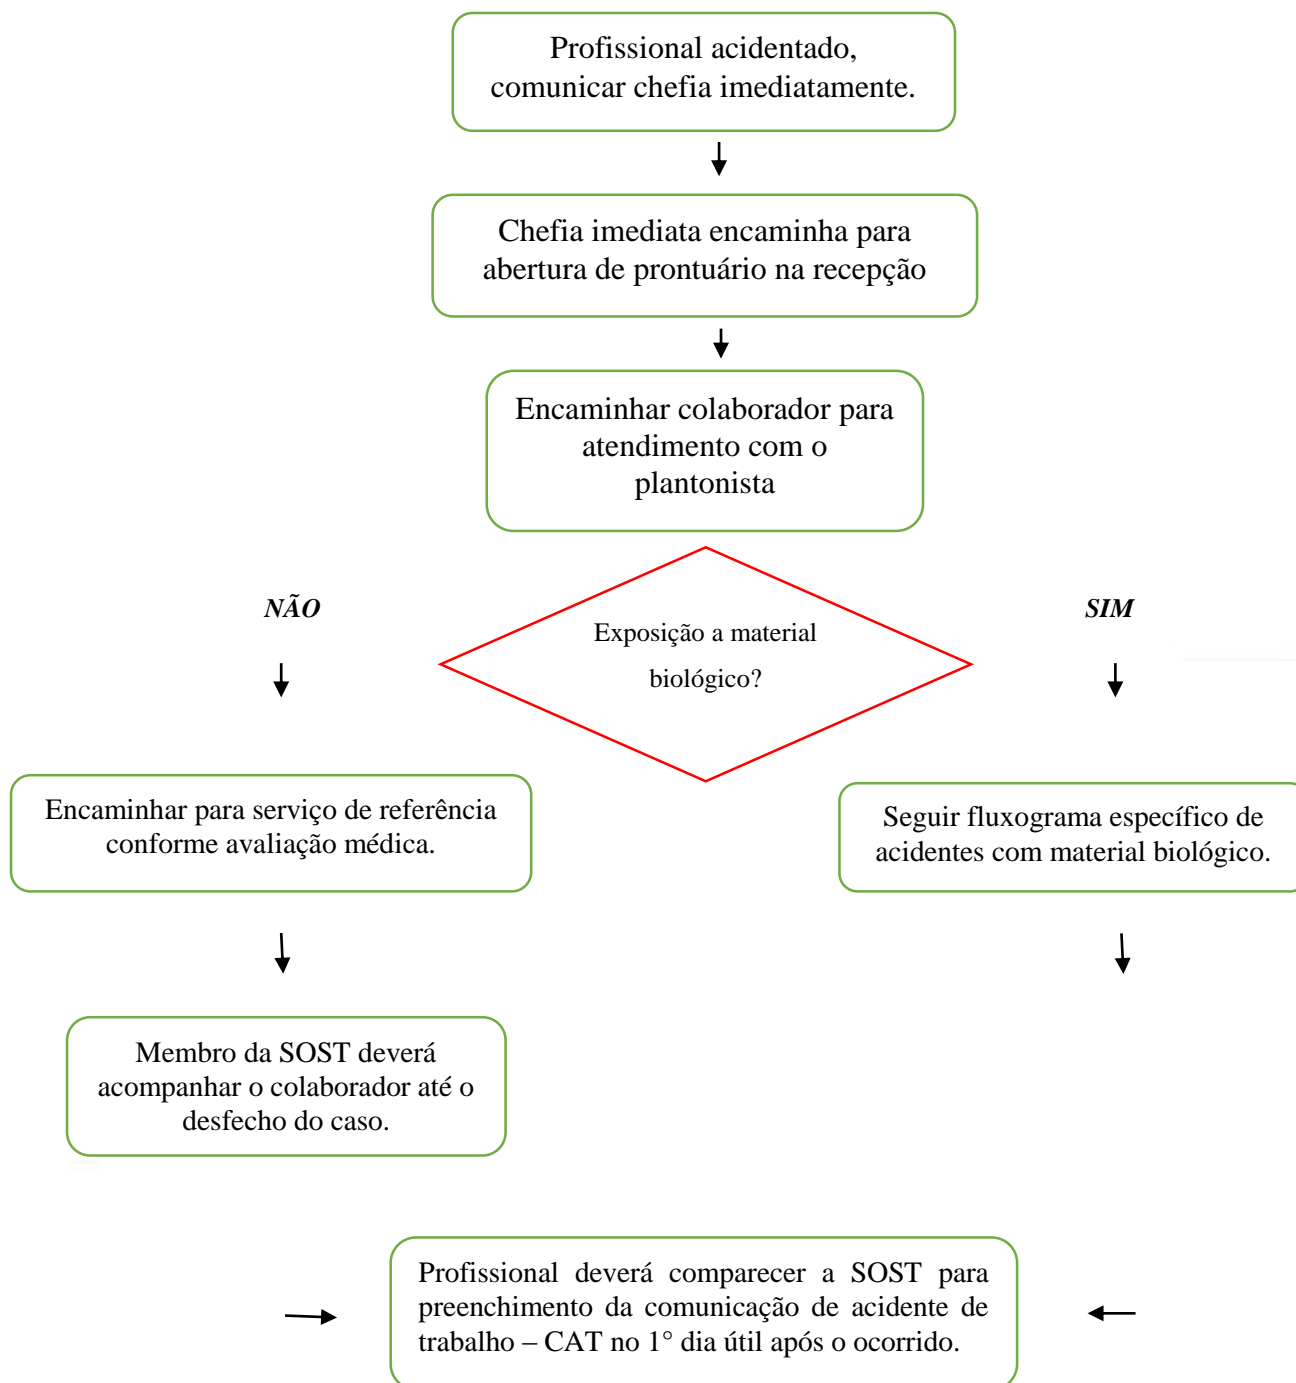 Profissional acidentado,
comunicar chefia imediatamente.
Chefia imediata encaminha para
abertura de prontuário na recepção
Encaminhar colaborador para
atendimento com o
plantonista
NÃO
SIM
Exposição a material
biológico?
Encaminhar para serviço de referência
conforme avaliação médica.
Seguir fluxograma específico de
acidentes com material biológico.
Membro da SOST deverá
acompanhar o colaborador até o
desfecho do caso.
Profissional deverá comparecer a SOST para
preenchimento da comunicação de acidente de
trabalho – CAT no 1° dia útil após o ocorrido.